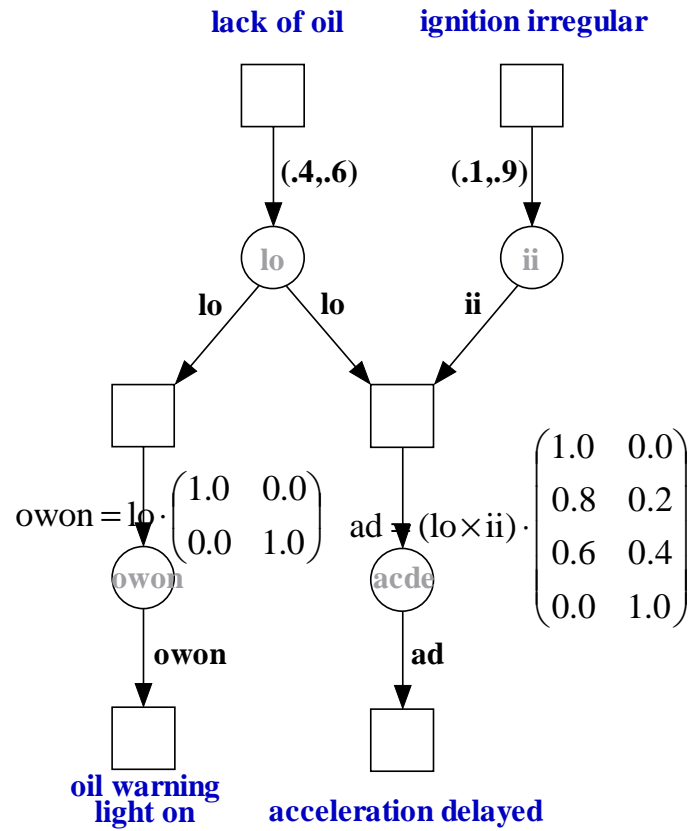 lack of oil
ignition irregular
(.4,.6)
(.1,.9)
lo
ii
lo
lo
ii
owon = lo · (1.0 0.0
0.0 1.0)
ad = (lo×ii) · (1.0 0.0
0.8 0.2
0.6 0.4
0.0 1.0)
owon
acde
owon
ad
oil warning
light on
acceleration delayed